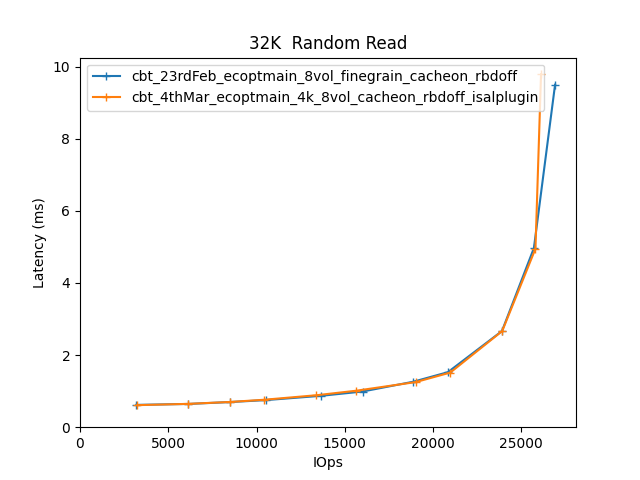 32K  Random Read
cbt_23rdFeb_ecoptmain_8vol_finegrain_cacheon_rbdoff
cbt_4thMar_ecoptmain_4k_8vol_cacheon_rbdoff_isalplugin
10
8
6
4
2
0
Latency (ms)
0 5000 10000 15000 20000 25000
IOps